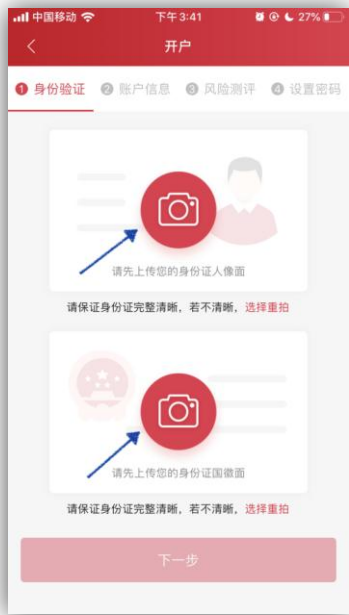 中国移动 下午3:41 27%
开户
1 身份验证 2 账户信息 3 风险测评 4 设置密码
请先上传您的身份证人像面
请保证身份证完整清晰，若不清晰，选择重拍
请先上传您的身份证国徽面
请保证身份证完整清晰，若不清晰，选择重拍
下一步